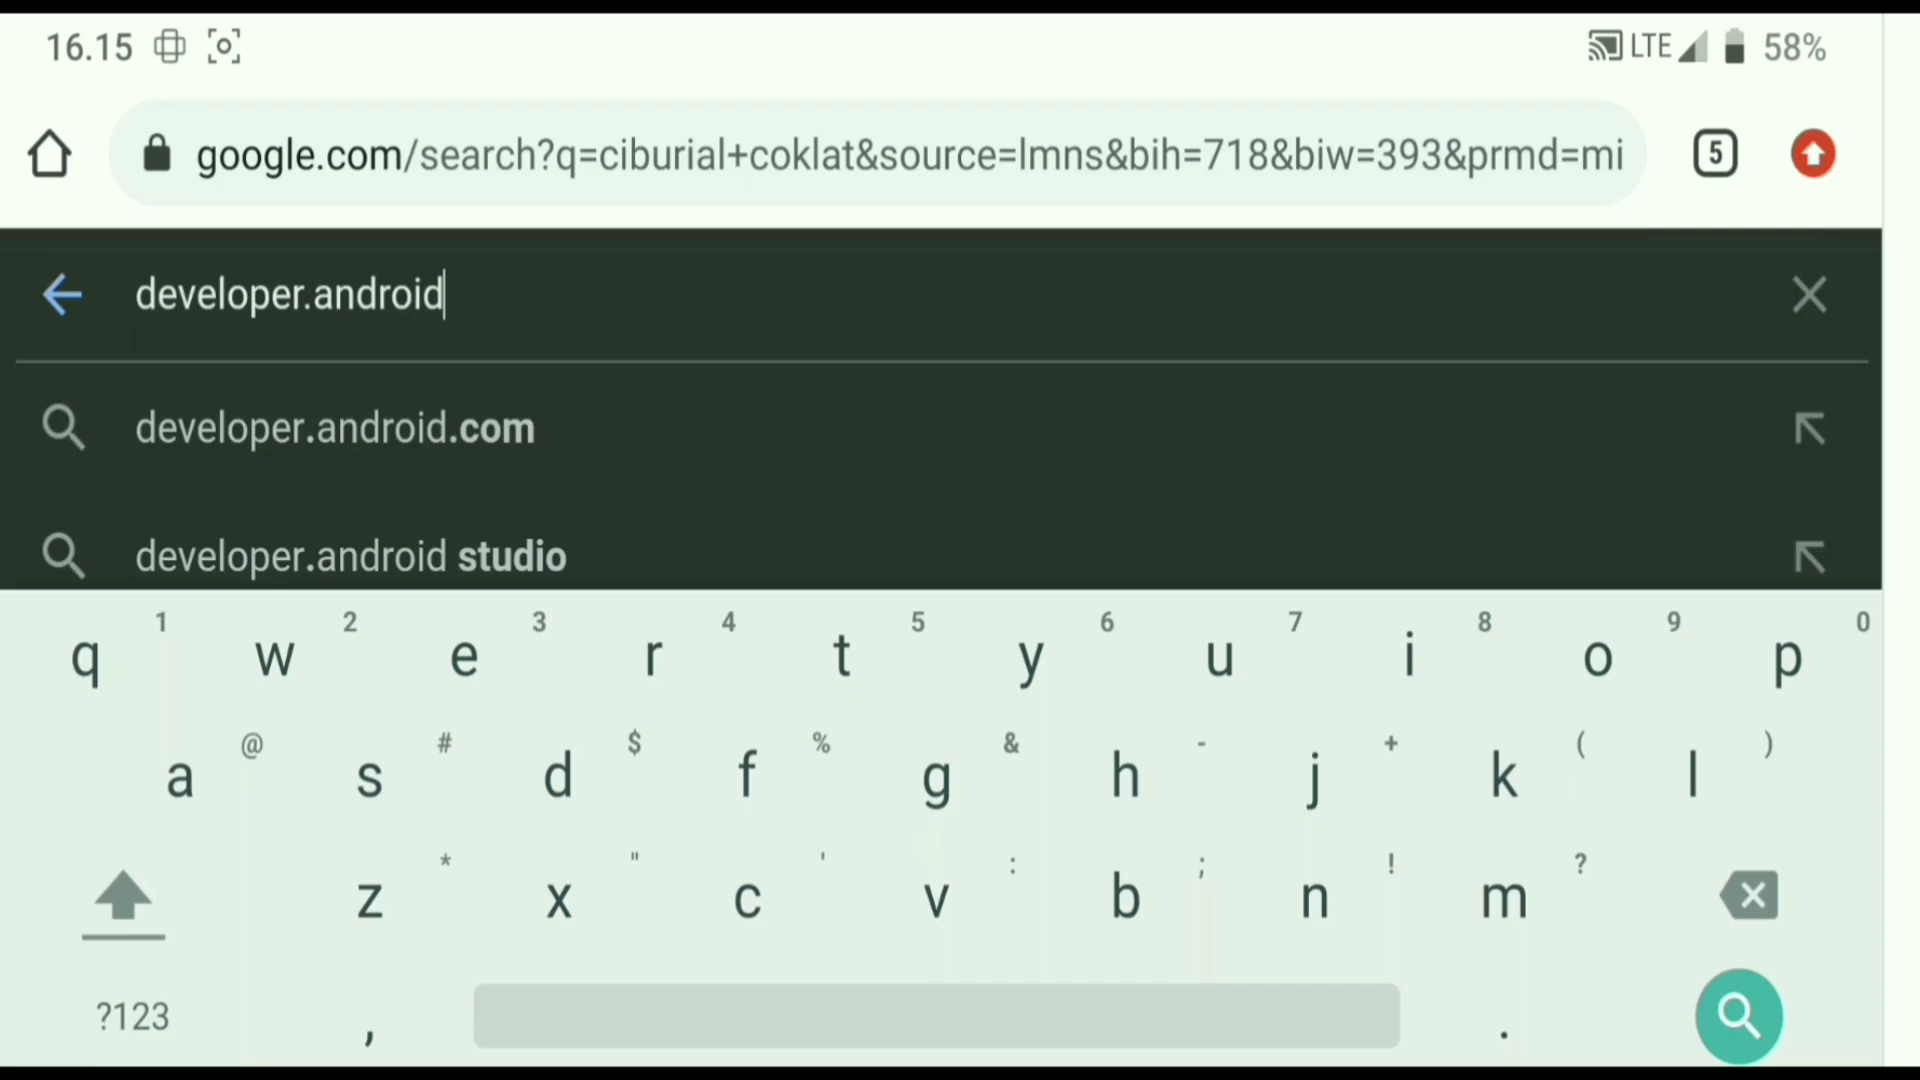 16.15 LTE 58%
google.com/search?q=ciburial+coklat&source=lmns&bih=718&biw=393&prmd=mi 5
developer.android
developer.android.com
developer.android studio
1 2 3 4 5 6 7 8 9 0
q w e r t y u i o p
@ # $ % & - + ( )
a s d f g h j k l
* " ' : ; ! ?
z x c v b n m
?123 , .